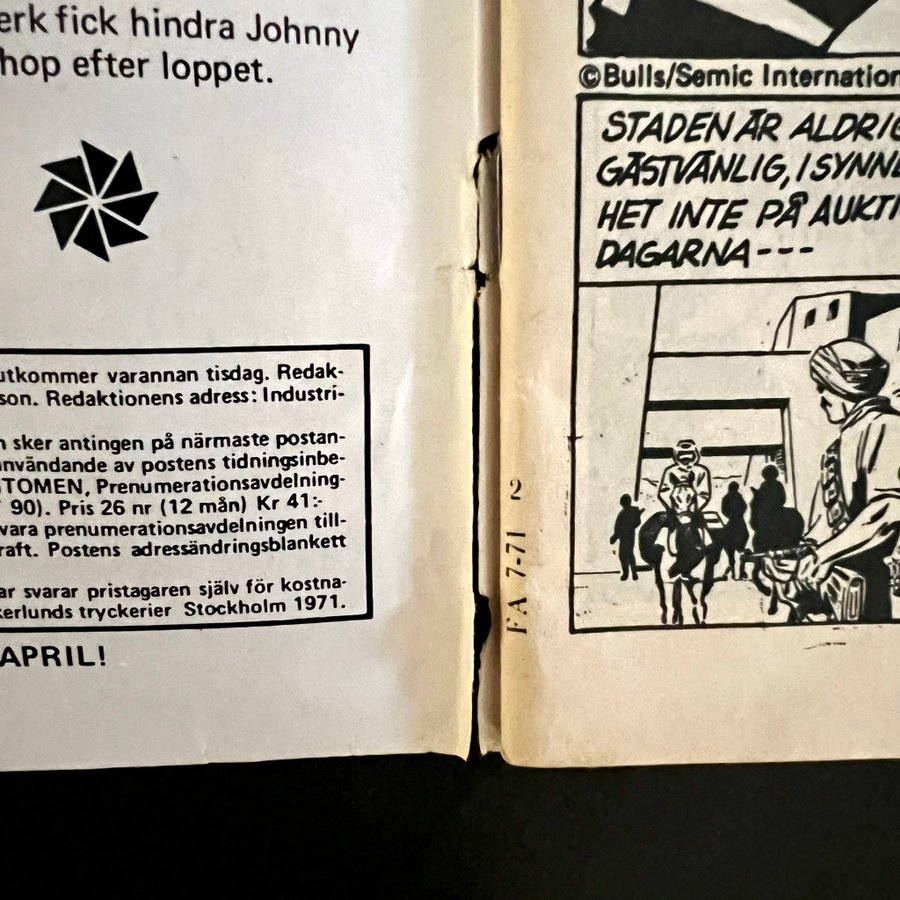 erk fick hindra Johnny
hop efter loppet.
utkommer varannan tisdag. Redak-
son. Redaktionens adress: Industri-
n sker antingen på närmaste postan-
nvändande av postens tidningsinbe-
TOMEN, Prenumerationsavdelning-
90). Pris 26 nr (12 mån) Kr 41:-
vara prenumerationsavdelningen till-
raft. Postens adressändringsblankett
ar svarar pristagaren själv för kostna-
kerlunds tryckerier Stockholm 1971.
APRIL!
FA 7-71 2
©Bulls/Semic Internation
STADEN ÄR ALDRIG
GÄSTVÄNLIG, I SYNNE
HET INTE PÅ AUKTI
DAGARNA---